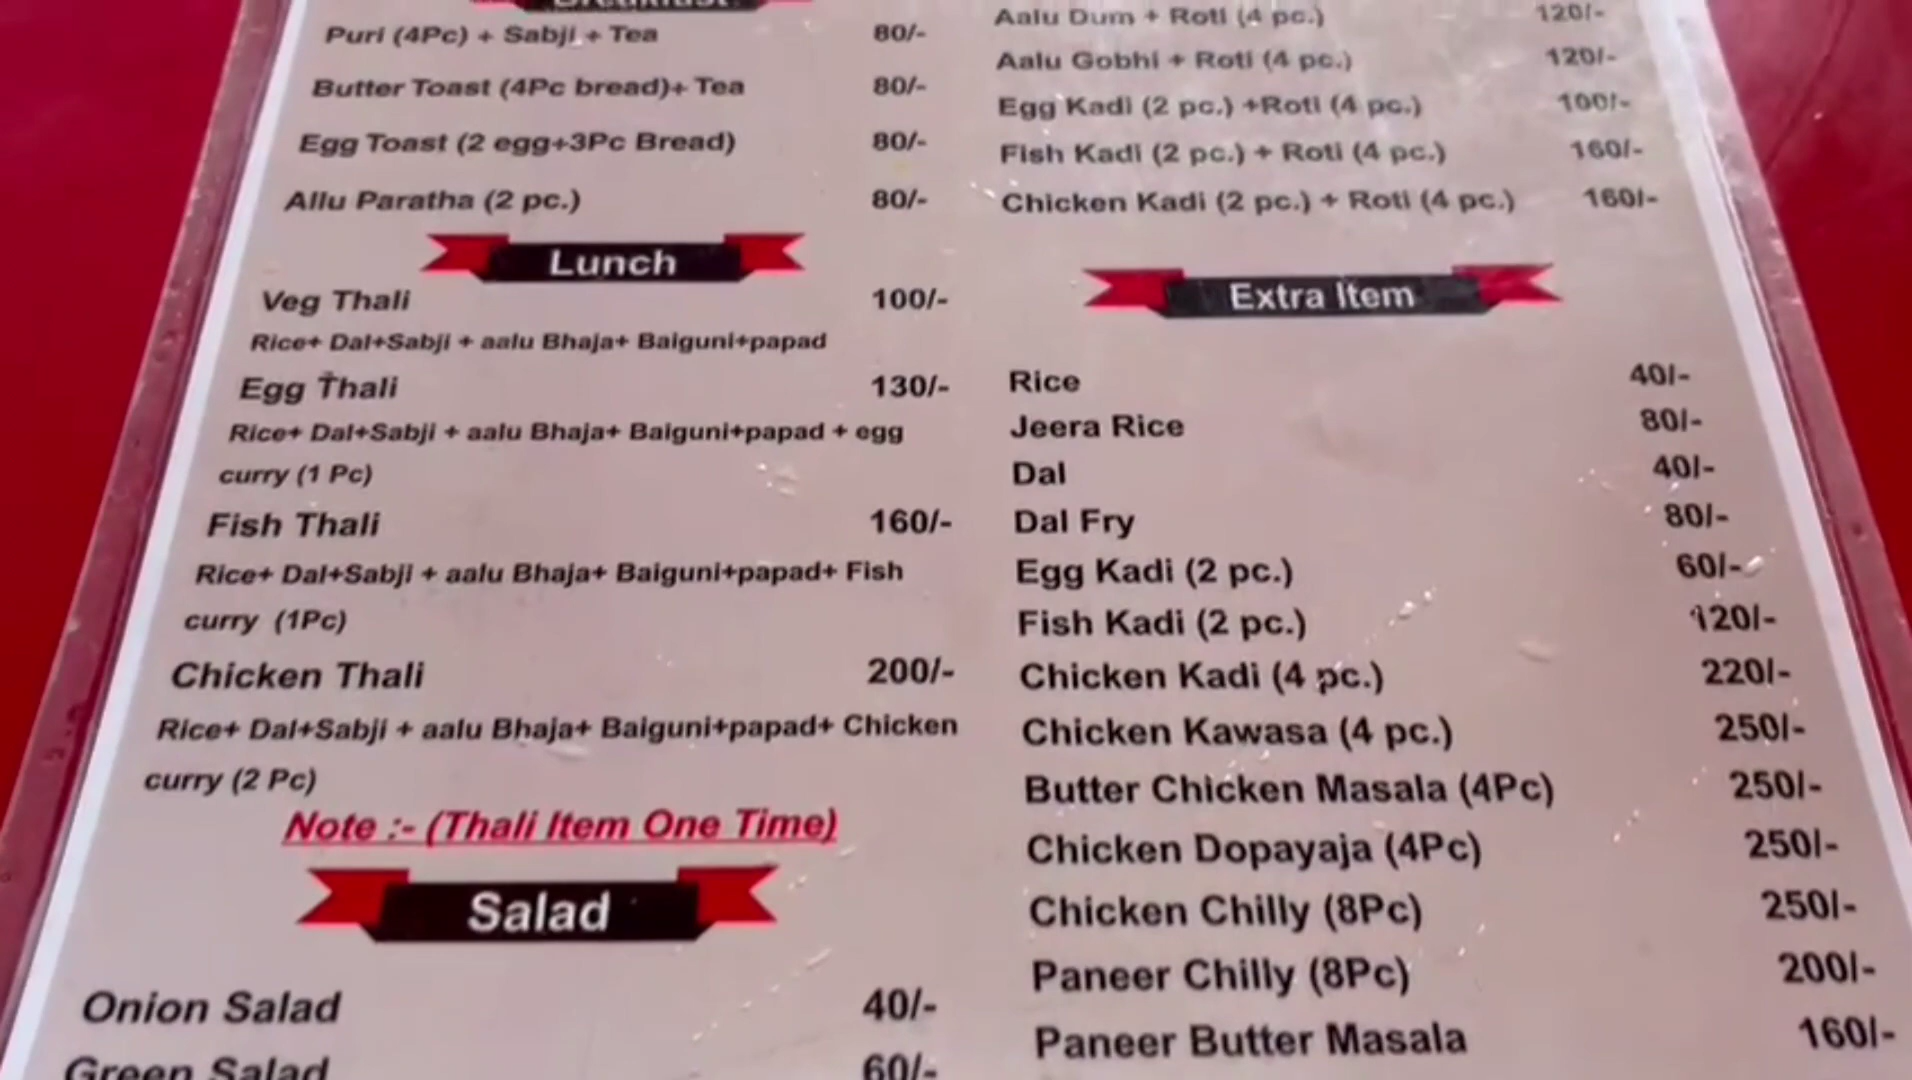 Breakfast
Puri (4Pc) + Sabji + Tea 80/-
Butter Toast (4Pc bread)+ Tea 80/-
Egg Toast (2 egg+3Pc Bread) 80/-
Allu Paratha (2 pc.) 80/-
Lunch
Veg Thali 100/-
Rice+ Dal+Sabji + aalu Bhaja+ Baiguni+papad
Egg Thali 130/-
Rice+ Dal+Sabji + aalu Bhaja+ Baiguni+papad + egg
curry (1 Pc)
Fish Thali 160/-
Rice+ Dal+Sabji + aalu Bhaja+ Baiguni+papad+ Fish
curry (1Pc)
Chicken Thali 200/-
Rice+ Dal+Sabji + aalu Bhaja+ Baiguni+papad+ Chicken
curry (2 Pc)
Note :- (Thali Item One Time)
Salad
Onion Salad 40/-
Green Salad 60/-
Aalu Dum + Roti (4 pc.) 120/-
Aalu Gobhi + Roti (4 pc.) 120/-
Egg Kadi (2 pc.) +Roti (4 pc.) 100/-
Fish Kadi (2 pc.) + Roti (4 pc.) 160/-
Chicken Kadi (2 pc.) + Roti (4 pc.) 160/-
Extra Item
Rice 40/-
Jeera Rice 80/-
Dal 40/-
Dal Fry 80/-
Egg Kadi (2 pc.) 60/-
Fish Kadi (2 pc.) 120/-
Chicken Kadi (4 pc.) 220/-
Chicken Kawasa (4 pc.) 250/-
Butter Chicken Masala (4Pc) 250/-
Chicken Dopayaja (4Pc) 250/-
Chicken Chilly (8Pc) 250/-
Paneer Chilly (8Pc) 200/-
Paneer Butter Masala 160/-